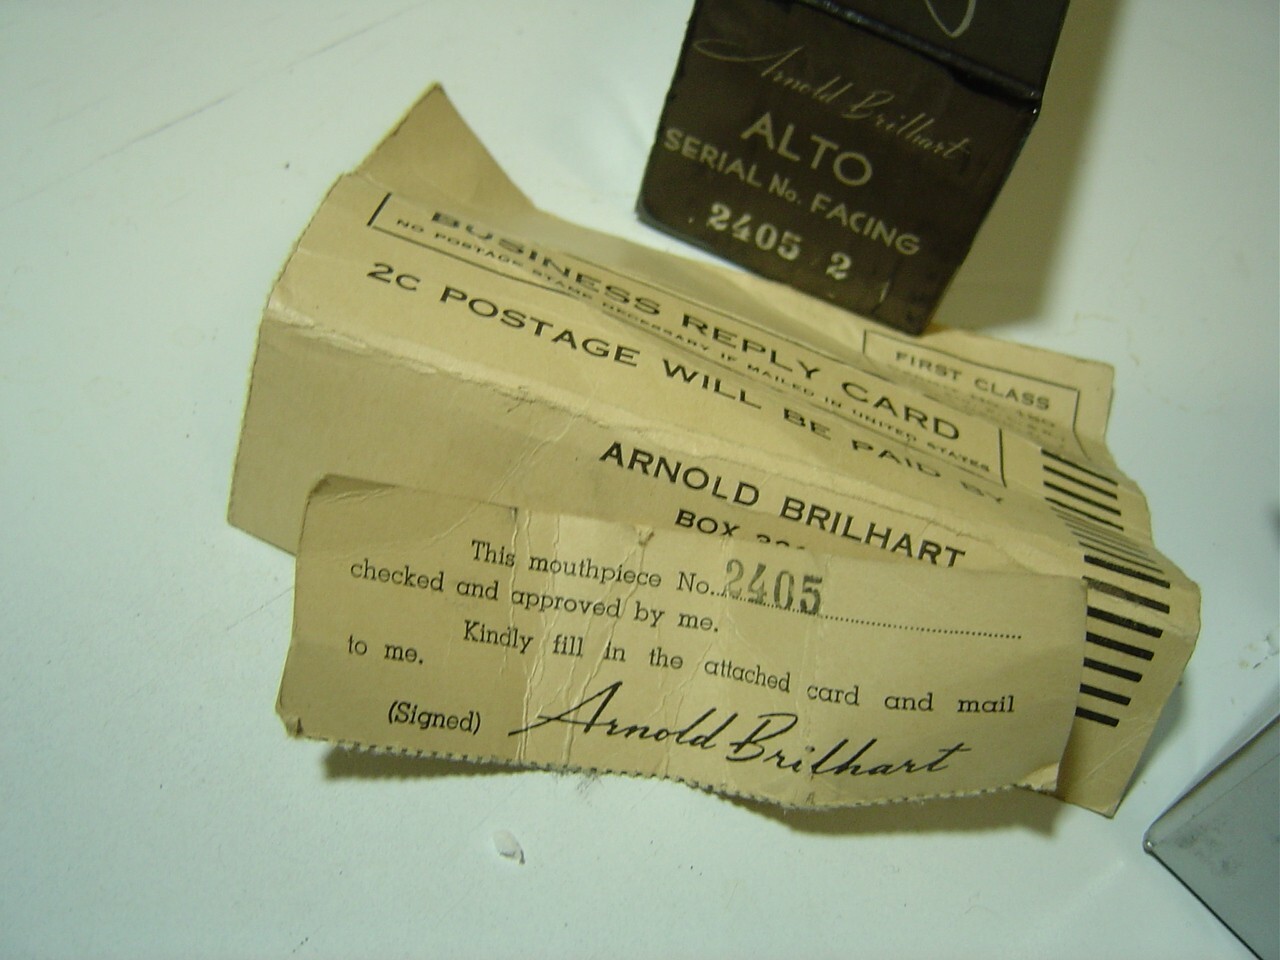 Arnold Brilhart
ALTO
SERIAL No. FACING
2405 2
FIRST CLASS
BUSINESS REPLY CARD
NO POSTAGE STAMP NECESSARY IF MAILED IN UNITED STATES
2C POSTAGE WILL BE PAID BY
ARNOLD BRILHART
BOX
This mouthpiece No. 2405
checked and approved by me.
Kindly fill in the attached card and mail
to me.
(Signed) Arnold Brilhart